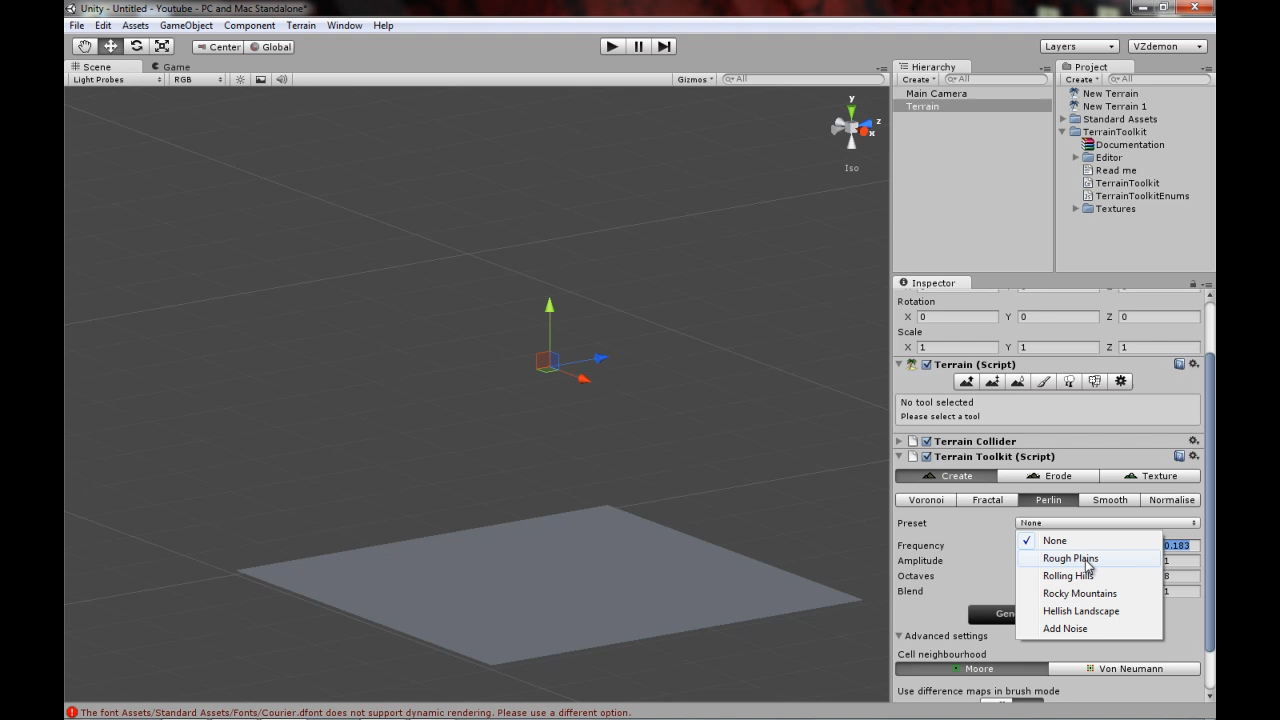 Unity - Untitled - Youtube - PC and Mac Standalone*
File Edit Assets GameObject Component Terrain Window Help
Center Global Layers VZdemon
Scene Game Hierarchy Project
Light Probes RGB Gizmos All Create All Create All
Main Camera
Terrain
New Terrain
New Terrain 1
Standard Assets
TerrainToolkit
Documentation
Editor
Read me
TerrainToolkit
TerrainToolkitEnums
Textures
y
z
x
Iso
Inspector
Rotation
X 0 Y 0 Z 0
Scale
X 1 Y 1 Z 1
Terrain (Script)
No tool selected
Please select a tool
Terrain Collider
Terrain Toolkit (Script)
Create Erode Texture
Voronoi Fractal Perlin Smooth Normalise
Preset None
None
Rough Plains
Rolling Hills
Rocky Mountains
Hellish Landscape
Add Noise
Frequency 0.183
Amplitude 1
Octaves 8
Blend 1
Gen
Advanced settings
Cell neighbourhood
Moore Von Neumann
Use difference maps in brush mode
The font Assets/Standard Assets/Fonts/Courier.dfont does not support dynamic rendering. Please use a different option.